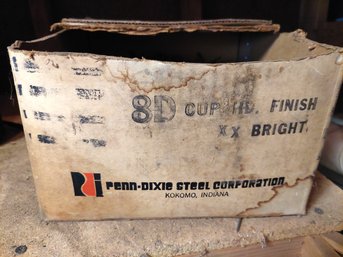 8D CUP HD. FINISH
XX BRIGHT.
PENN-DIXIE STEEL CORPORATION
KOKOMO, INDIANA